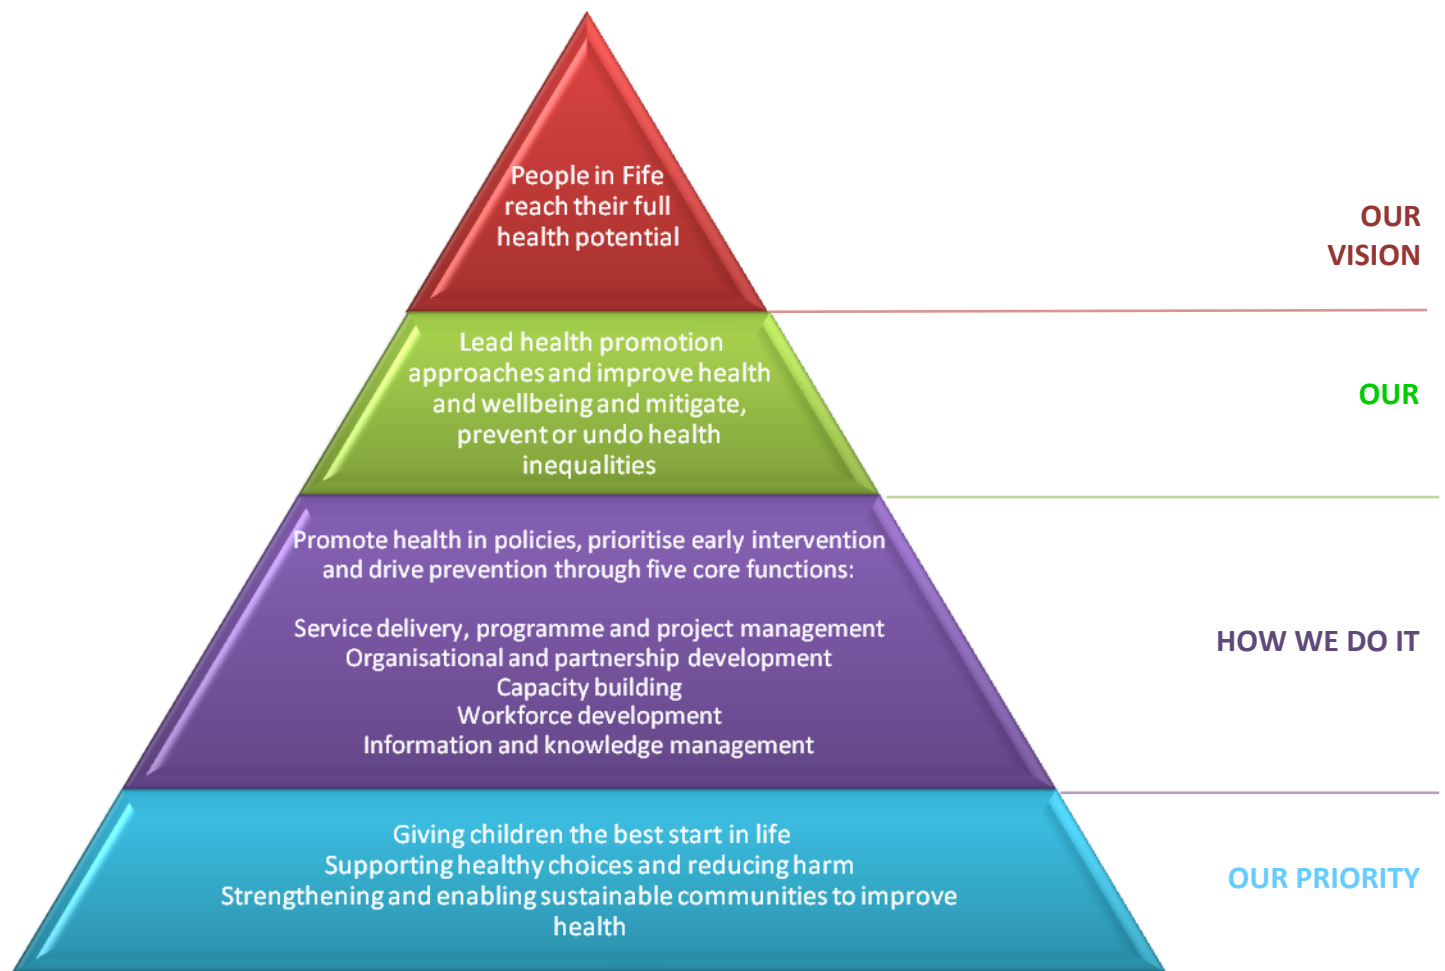 People in Fife
reach their full
health potential
OUR
VISION
Lead health promotion
approaches and improve health
and wellbeing and mitigate,
prevent or undo health
inequalities
OUR
Promote health in policies, prioritise early intervention
and drive prevention through five core functions:
Service delivery, programme and project management
Organisational and partnership development
Capacity building
Workforce development
Information and knowledge management
HOW WE DO IT
Giving children the best start in life
Supporting healthy choices and reducing harm
Strengthening and enabling sustainable communities to improve
health
OUR PRIORITY